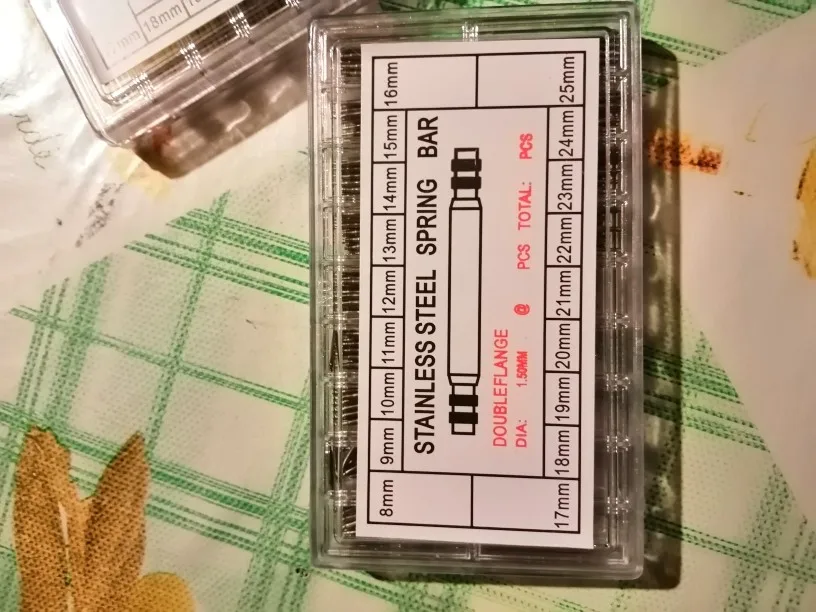 8mm 9mm 10mm 11mm 12mm 13mm 14mm 15mm 16mm
STAINLESS STEEL SPRING BAR
DOUBLEFLANGE
DIA: 1.50MM @ PCS TOTAL: PCS
17mm 18mm 19mm 20mm 21mm 22mm 23mm 24mm 25mm
18mm